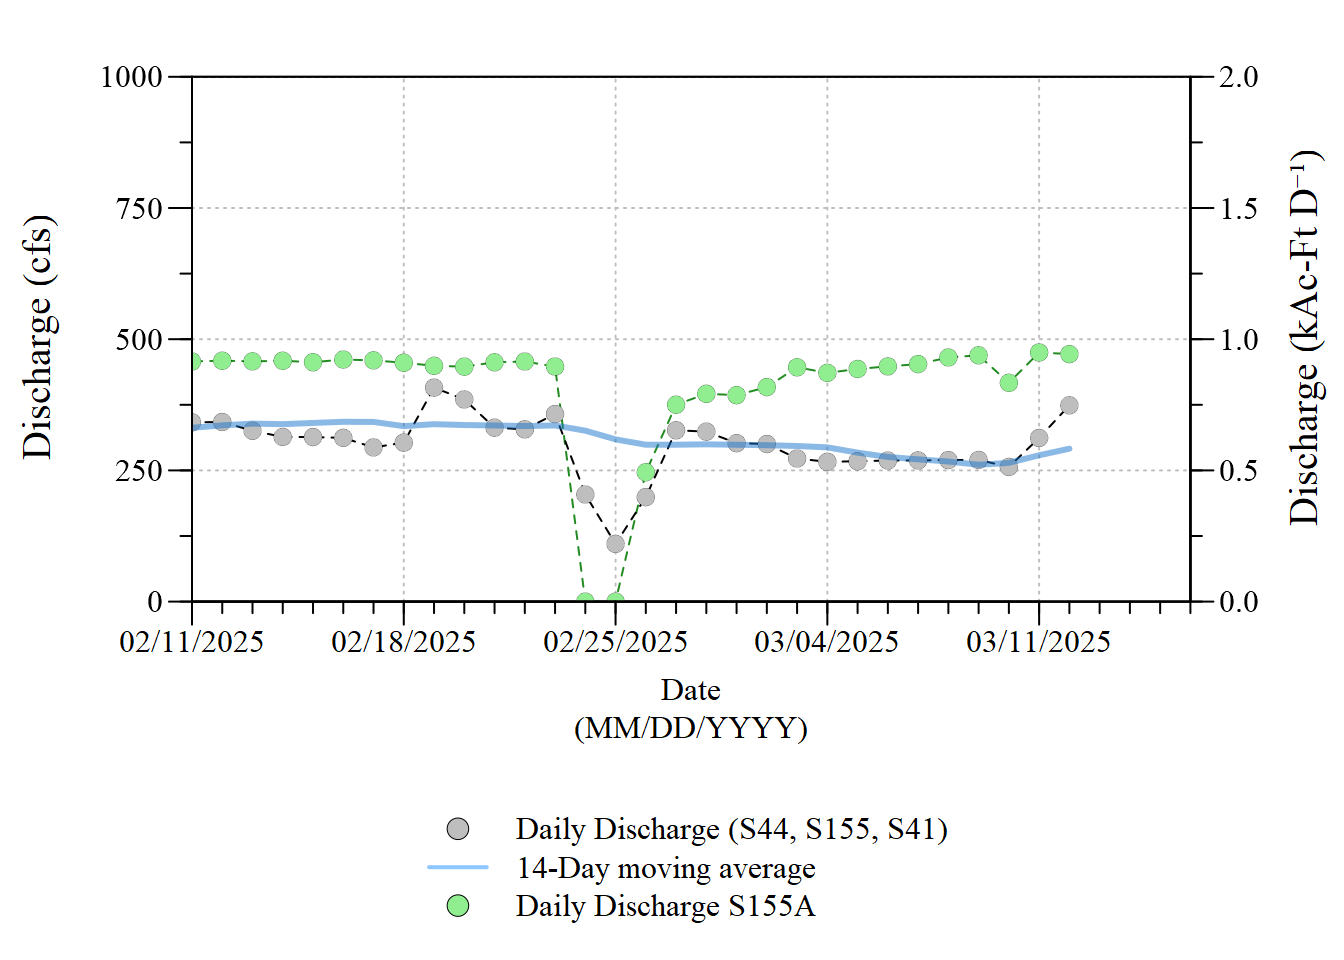 1000
750
500
250
0
2.0
1.5
1.0
0.5
0.0
Discharge (cfs)
Discharge (kAc-Ft D⁻¹)
02/11/2025
02/18/2025
02/25/2025
03/04/2025
03/11/2025
Date
(MM/DD/YYYY)
Daily Discharge (S44, S155, S41)
14-Day moving average
Daily Discharge S155A